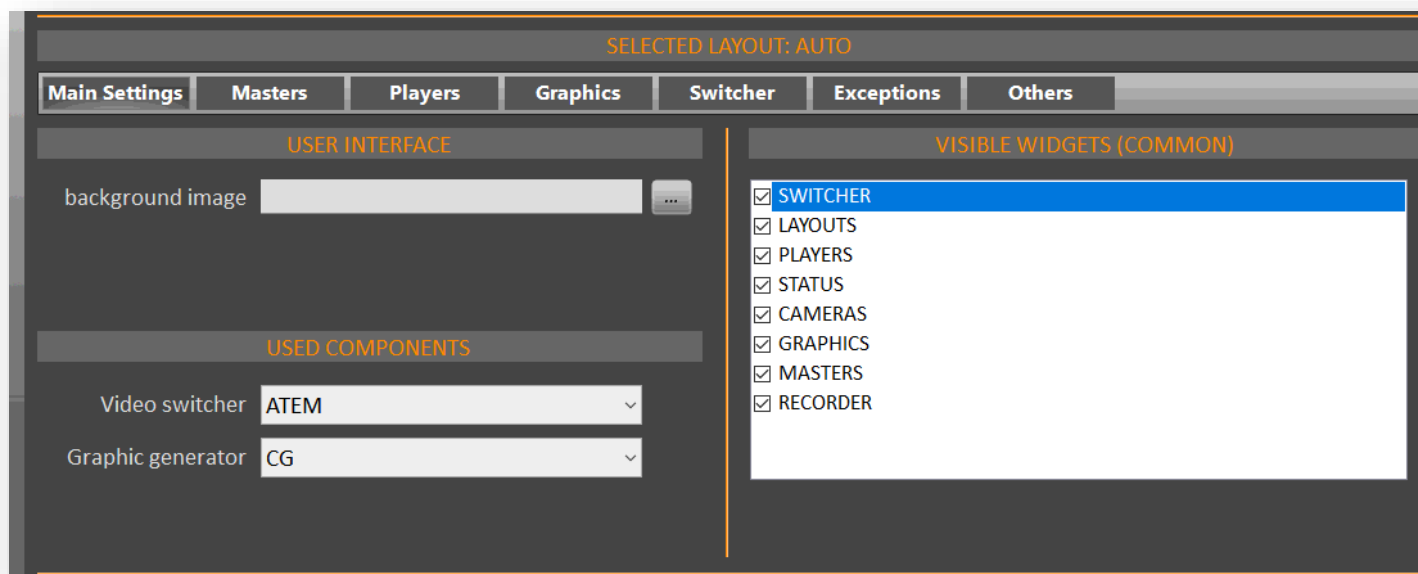 SELECTED LAYOUT: AUTO
Main Settings Masters Players Graphics Switcher Exceptions Others
USER INTERFACE
background image ...
USED COMPONENTS
Video switcher ATEM
Graphic generator CG
VISIBLE WIDGETS (COMMON)
SWITCHER
LAYOUTS
PLAYERS
STATUS
CAMERAS
GRAPHICS
MASTERS
RECORDER